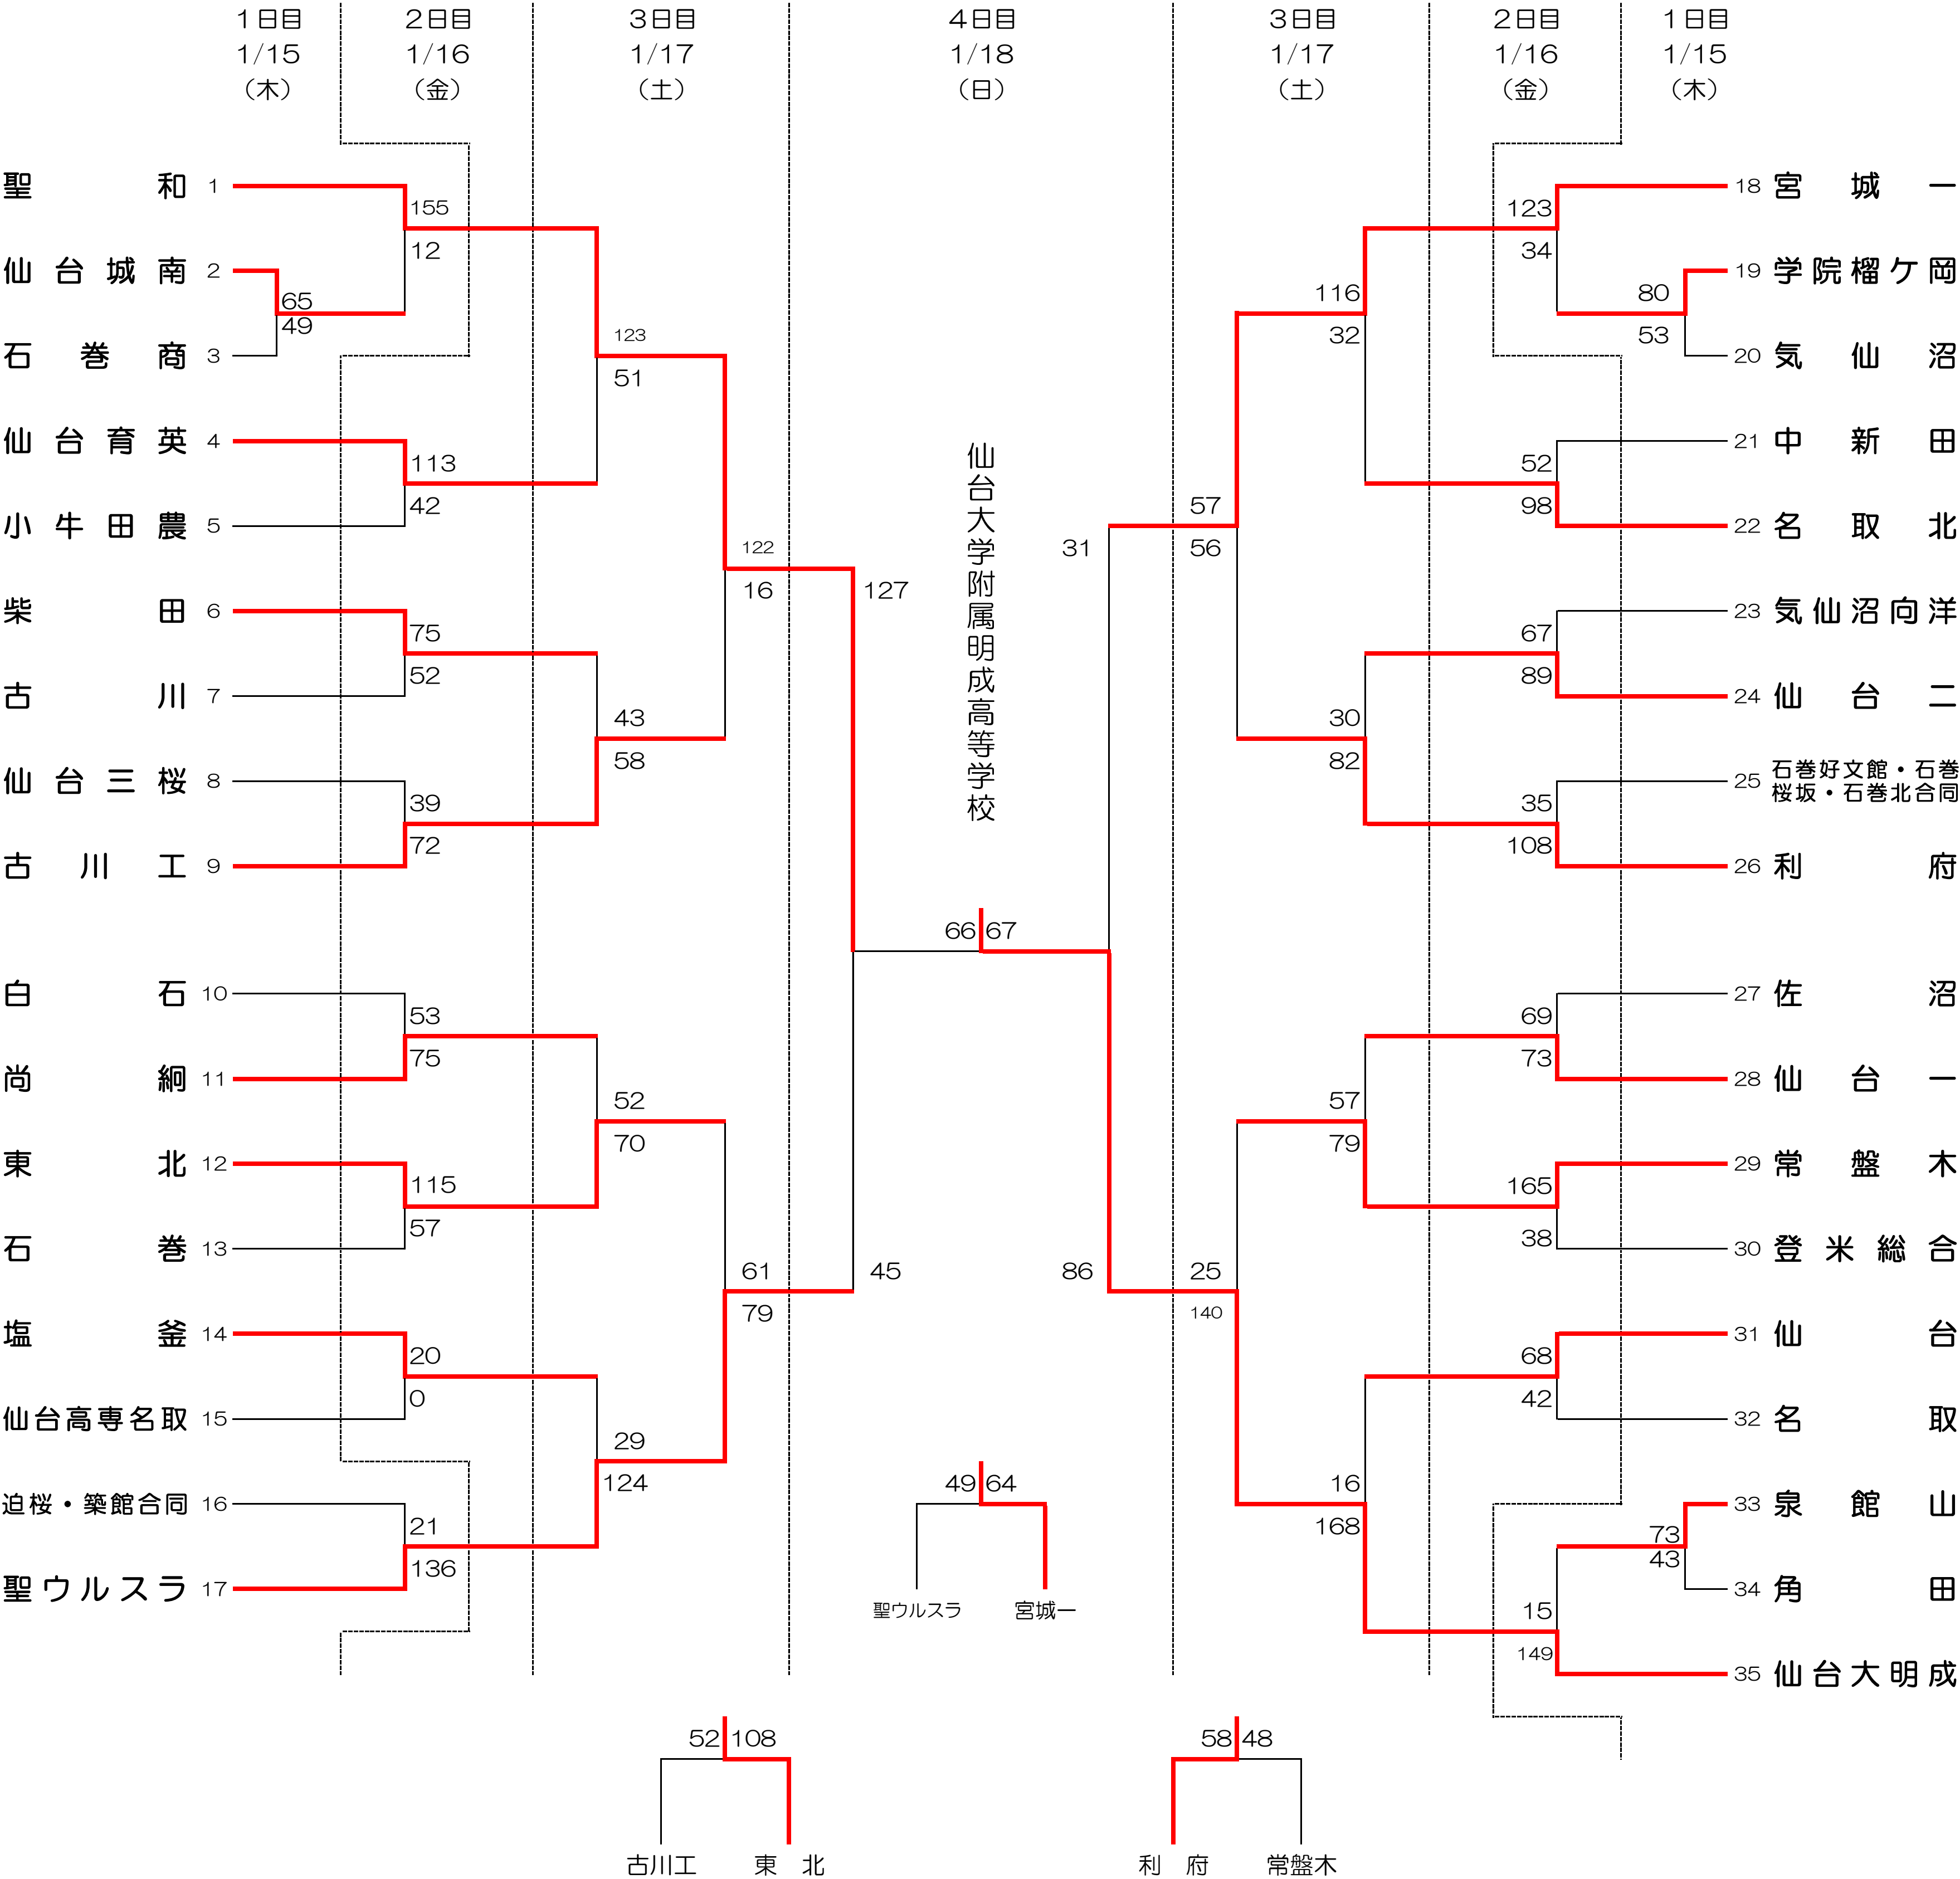 1日目 2日目 3日目 4日目 3日目 2日目 1日目
1/15 1/16 1/17 1/18 1/17 1/16 1/15
（木） （金） （土） （日） （土） （金） （木）
聖和 1
仙台城南 2
石巻商 3
仙台育英 4
小牛田農 5
柴田 6
古川 7
仙台三桜 8
古川工 9
白石 10
尚絅 11
東北 12
石巻 13
塩釜 14
仙台高専名取 15
迫桜・築館合同 16
聖ウルスラ 17
65
49
155
12
113
42
75
52
39
72
53
75
115
57
20
0
21
136
123
51
43
58
52
70
29
124
122
16
61
79
127
45
仙台大学附属明成高等学校
66 67
31
86
57
56
25
140
116
32
30
82
57
79
16
168
123
34
52
98
67
89
35
108
69
73
165
38
68
42
15
149
80
53
73
43
18 宮城一
19 学院榴ケ岡
20 気仙沼
21 中新田
22 名取北
23 気仙沼向洋
24 仙台二
25 石巻好文館・石巻
桜坂・石巻北合同
26 利府
27 佐沼
28 仙台一
29 常盤木
30 登米総合
31 仙台
32 名取
33 泉館山
34 角田
35 仙台大明成
49 64
聖ウルスラ 宮城一
52 108
古川工 東北
58 48
利府 常盤木